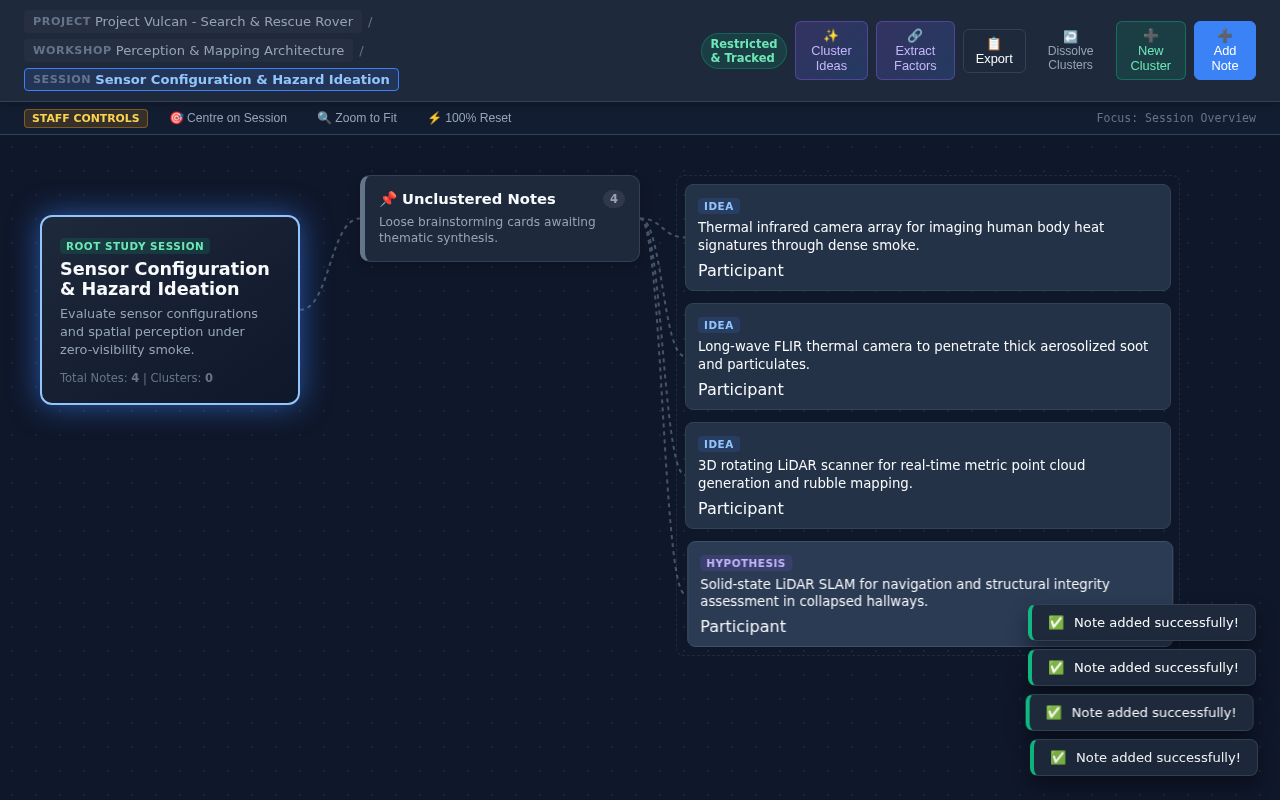 PROJECT Project Vulcan - Search & Rescue Rover /
WORKSHOP Perception & Mapping Architecture /
SESSION Sensor Configuration & Hazard Ideation
Restricted
& Tracked
✨
Cluster
Ideas
🔗
Extract
Factors
📋
Export
↩️
Dissolve
Clusters
➕
New
Cluster
➕
Add
Note
STAFF CONTROLS 🎯 Centre on Session 🔍 Zoom to Fit ⚡ 100% Reset Focus: Session Overview
ROOT STUDY SESSION
Sensor Configuration
& Hazard Ideation
Evaluate sensor configurations
and spatial perception under
zero-visibility smoke.
Total Notes: 4 | Clusters: 0
📌 Unclustered Notes 4
Loose brainstorming cards awaiting
thematic synthesis.
IDEA
Thermal infrared camera array for imaging human body heat
signatures through dense smoke.
Participant
IDEA
Long-wave FLIR thermal camera to penetrate thick aerosolized soot
and particulates.
Participant
IDEA
3D rotating LiDAR scanner for real-time metric point cloud
generation and rubble mapping.
Participant
HYPOTHESIS
Solid-state LiDAR SLAM for navigation and structural integrity
assessment in collapsed hallways.
Participant
✅ Note added successfully!
✅ Note added successfully!
✅ Note added successfully!
✅ Note added successfully!